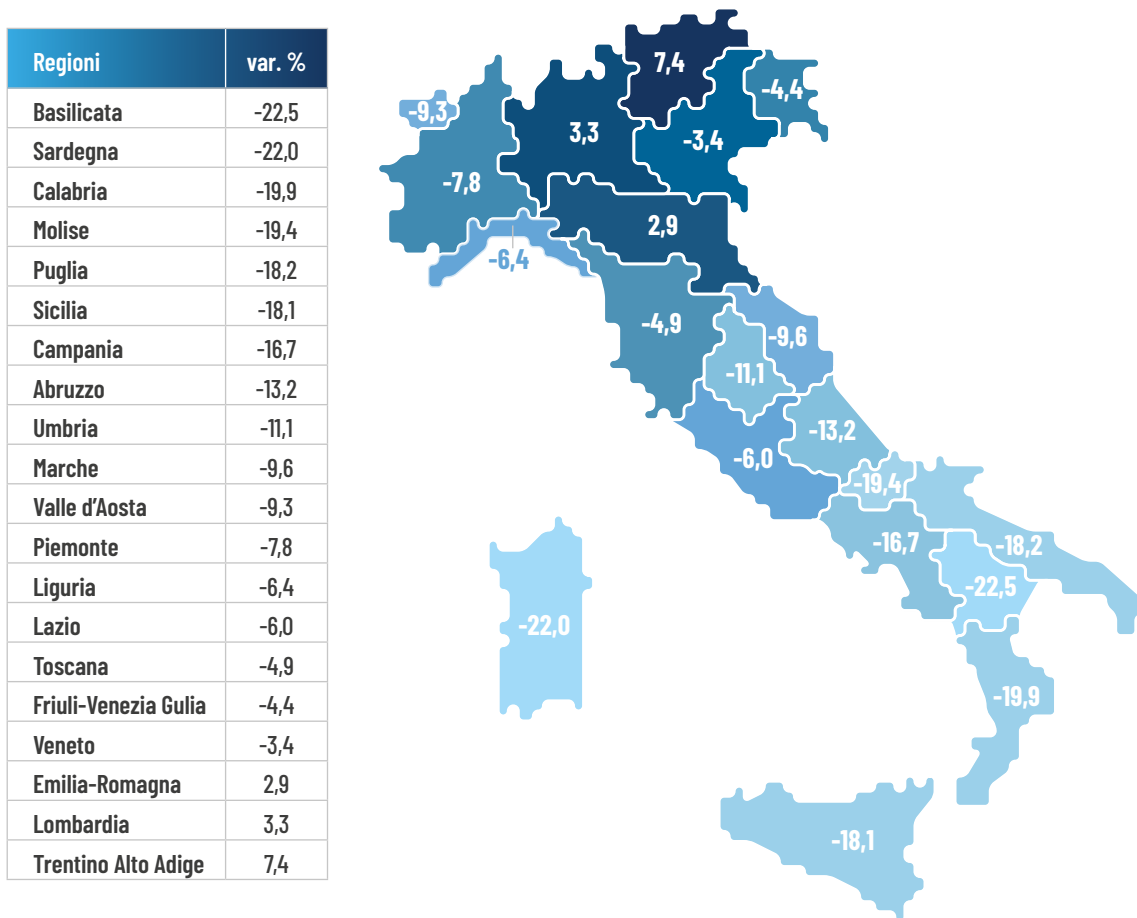 Regioni var. %
Basilicata -22,5
Sardegna -22,0
Calabria -19,9
Molise -19,4
Puglia -18,2
Sicilia -18,1
Campania -16,7
Abruzzo -13,2
Umbria -11,1
Marche -9,6
Valle d’Aosta -9,3
Piemonte -7,8
Liguria -6,4
Lazio -6,0
Toscana -4,9
Friuli-Venezia Gulia -4,4
Veneto -3,4
Emilia-Romagna 2,9
Lombardia 3,3
Trentino Alto Adige 7,4
7,4
-4,4
-9,3
3,3
-3,4
-7,8
2,9
-6,4
-4,9
-9,6
-11,1
-13,2
-6,0
-19,4
-16,7
-18,2
-22,5
-22,0
-19,9
-18,1